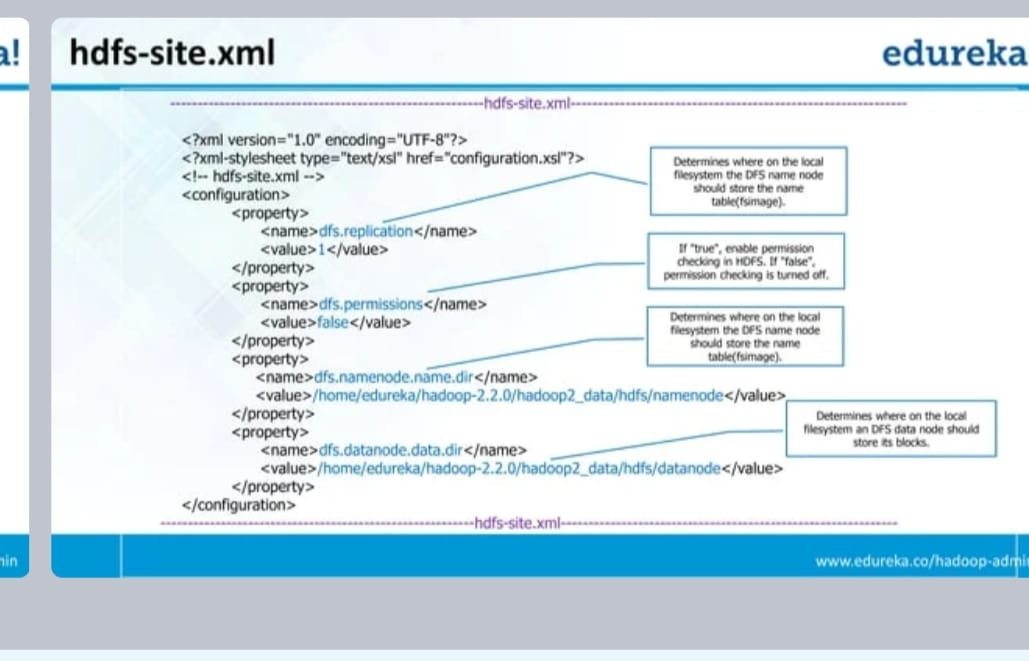 a!
hdfs-site.xml
edureka
hdfs-site.xml
<?xml version="1.0" encoding="UTF-8"?>
<?xml-stylesheet type="text/xsl" href="configuration.xsl"?>
<!-- hdfs-site.xml -->
<configuration>
<property>
<name>dfs.replication</name>
<value>1</value>
</property>
<property>
<name>dfs.permissions</name>
<value>false</value>
</property>
<property>
<name>dfs.namenode.name.dir</name>
<value>/home/edureka/hadoop-2.2.0/hadoop2_data/hdfs/namenode</value>
</property>
<property>
<name>dfs.datanode.data.dir</name>
<value>/home/edureka/hadoop-2.2.0/hadoop2_data/hdfs/datanode</value>
</property>
</configuration>
hdfs-site.xml
Determines where on the local
filesystem the DFS name node
should store the name
table(fsimage).
If "true", enable permission
checking in HDFS. If "false",
permission checking is turned off.
Determines where on the local
filesystem the DFS name node
should store the name
table(fsimage).
Determines where on the local
filesystem an DFS data node should
store its blocks.
min
www.edureka.co/hadoop-admi